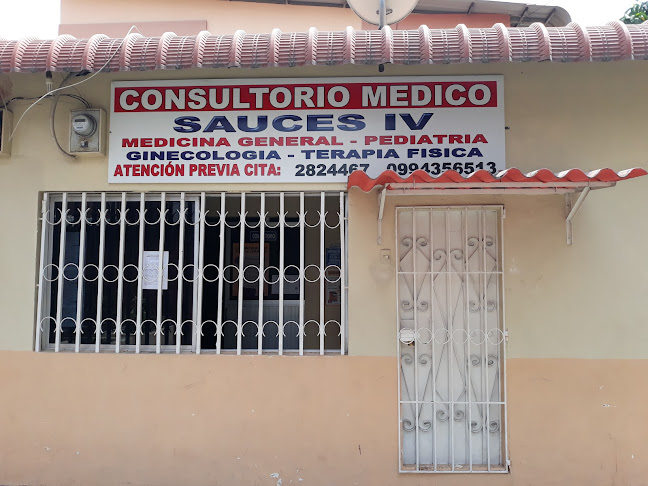 CONSULTORIO MEDICO
SAUCES IV
MEDICINA GENERAL - PEDIATRIA
GINECOLOGIA - TERAPIA FISICA
ATENCIÓN PREVIA CITA: 2824467 0994356513